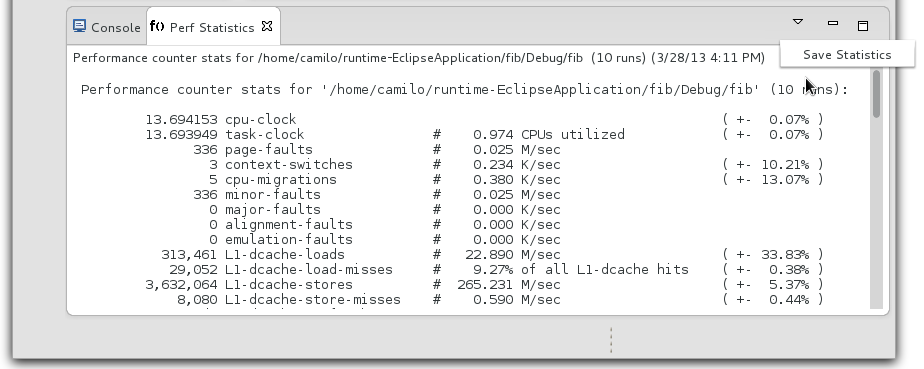 Console f() Perf Statistics
Performance counter stats for /home/camilo/runtime-EclipseApplication/fib/Debug/fib (10 runs) (3/28/13 4:11 PM)
Save Statistics
Performance counter stats for '/home/camilo/runtime-EclipseApplication/fib/Debug/fib' (10 runs):
13.694153 cpu-clock ( +- 0.07% )
13.693949 task-clock # 0.974 CPUs utilized ( +- 0.07% )
336 page-faults # 0.025 M/sec
3 context-switches # 0.234 K/sec ( +- 10.21% )
5 cpu-migrations # 0.380 K/sec ( +- 13.07% )
336 minor-faults # 0.025 M/sec
0 major-faults # 0.000 K/sec
0 alignment-faults # 0.000 K/sec
0 emulation-faults # 0.000 K/sec
313,461 L1-dcache-loads # 22.890 M/sec ( +- 33.83% )
29,052 L1-dcache-load-misses # 9.27% of all L1-dcache hits ( +- 0.38% )
3,632,064 L1-dcache-stores # 265.231 M/sec ( +- 5.37% )
8,080 L1-dcache-store-misses # 0.590 M/sec ( +- 0.44% )